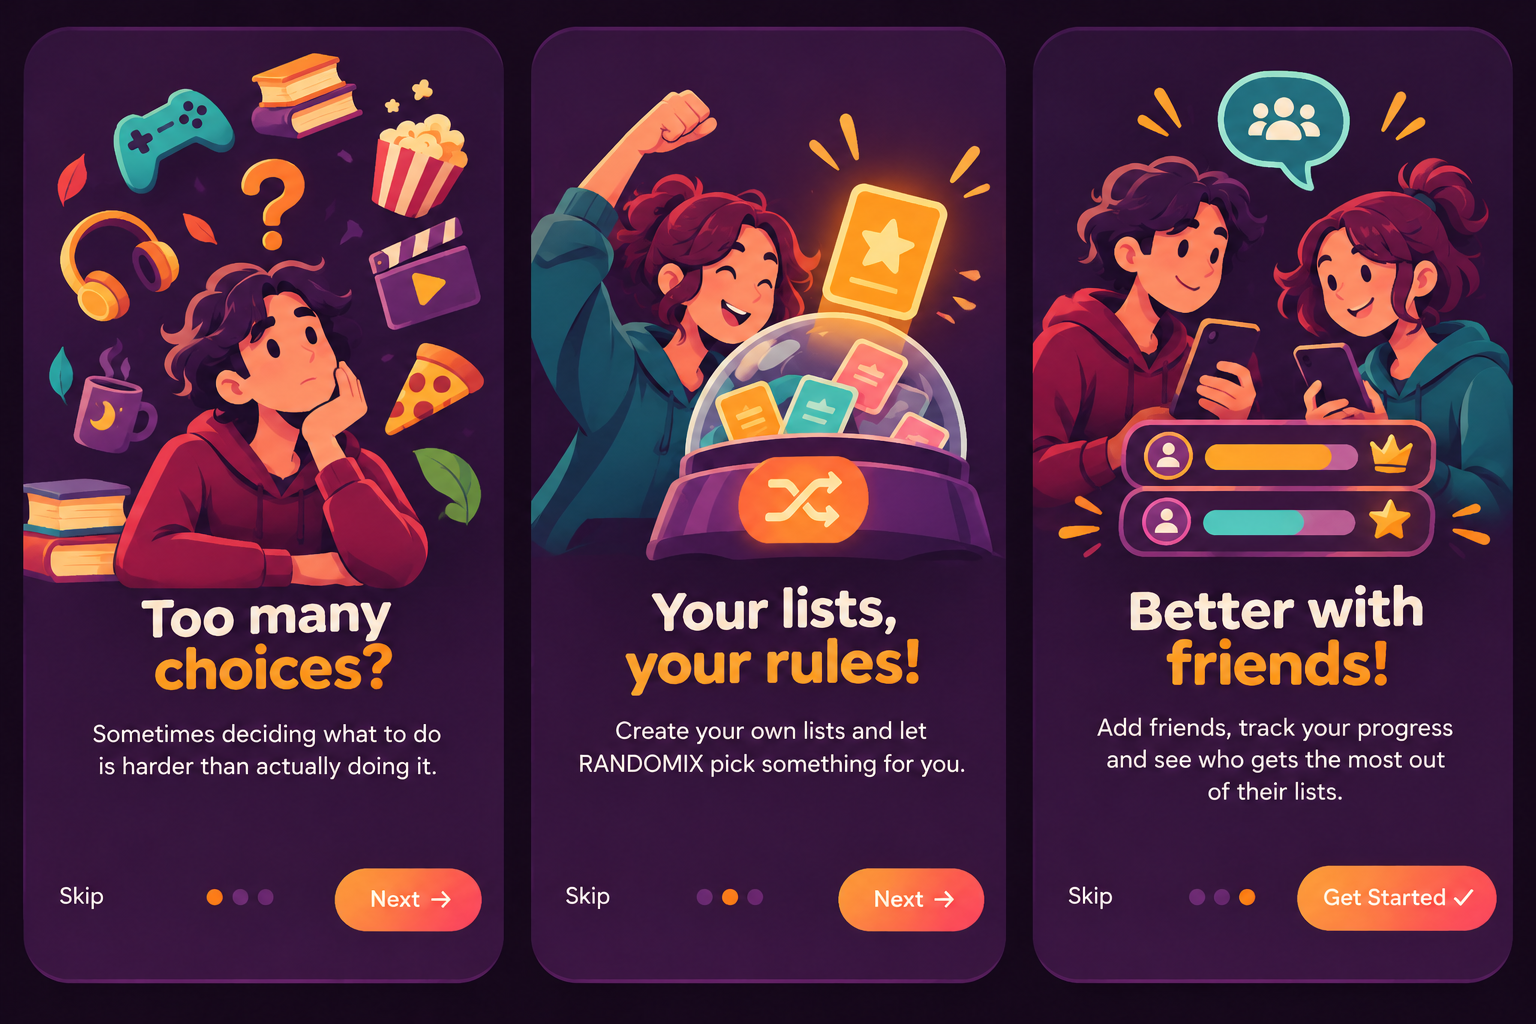 Too many
choices?
Sometimes deciding what to do
is harder than actually doing it.
Skip
Next →
Your lists,
your rules!
Create your own lists and let
RANDOMIX pick something for you.
Skip
Next →
Better with
friends!
Add friends, track your progress
and see who gets the most out
of their lists.
Skip
Get Started ✓